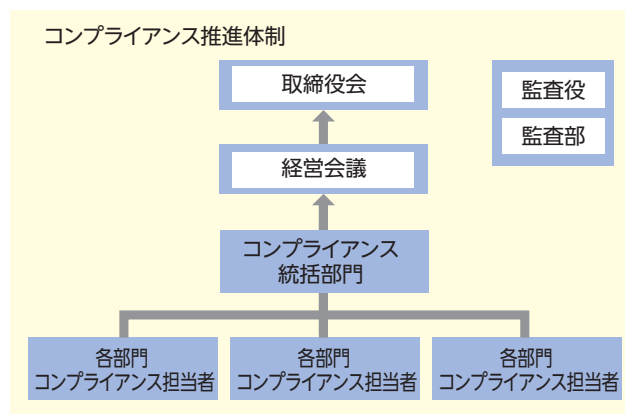 コンプライアンス推進体制
取締役会
監査役
監査部
経営会議
コンプライアンス
統括部門
各部門
コンプライアンス担当者
各部門
コンプライアンス担当者
各部門
コンプライアンス担当者